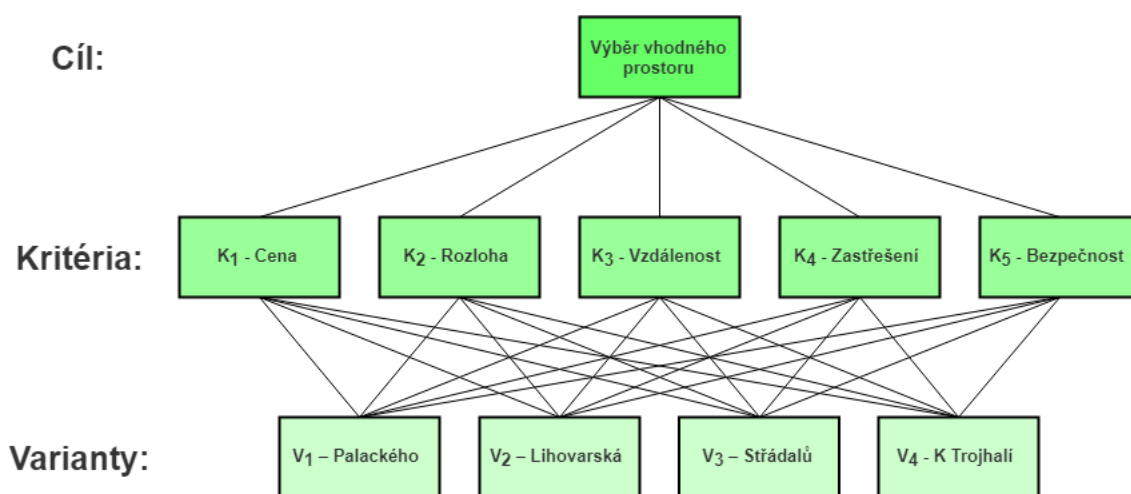 Cíl:
Výběr vhodného
prostoru
Kritéria:
K1 - Cena
K2 - Rozloha
K3 - Vzdálenost
K4 - Zastřešení
K5 - Bezpečnost
Varianty:
V1 – Palackého
V2 – Lihovarská
V3 – Střádalů
V4 - K Trojhalí